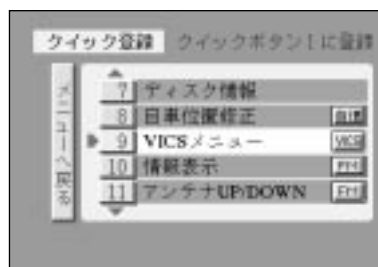 クイック登録 クイックボタン1に登録
メニューへ戻る
7 ディスク情報
8 自車位置修正 自律
9 VICSメニュー VICS
10 情報表示
11 アンテナUP/DOWN